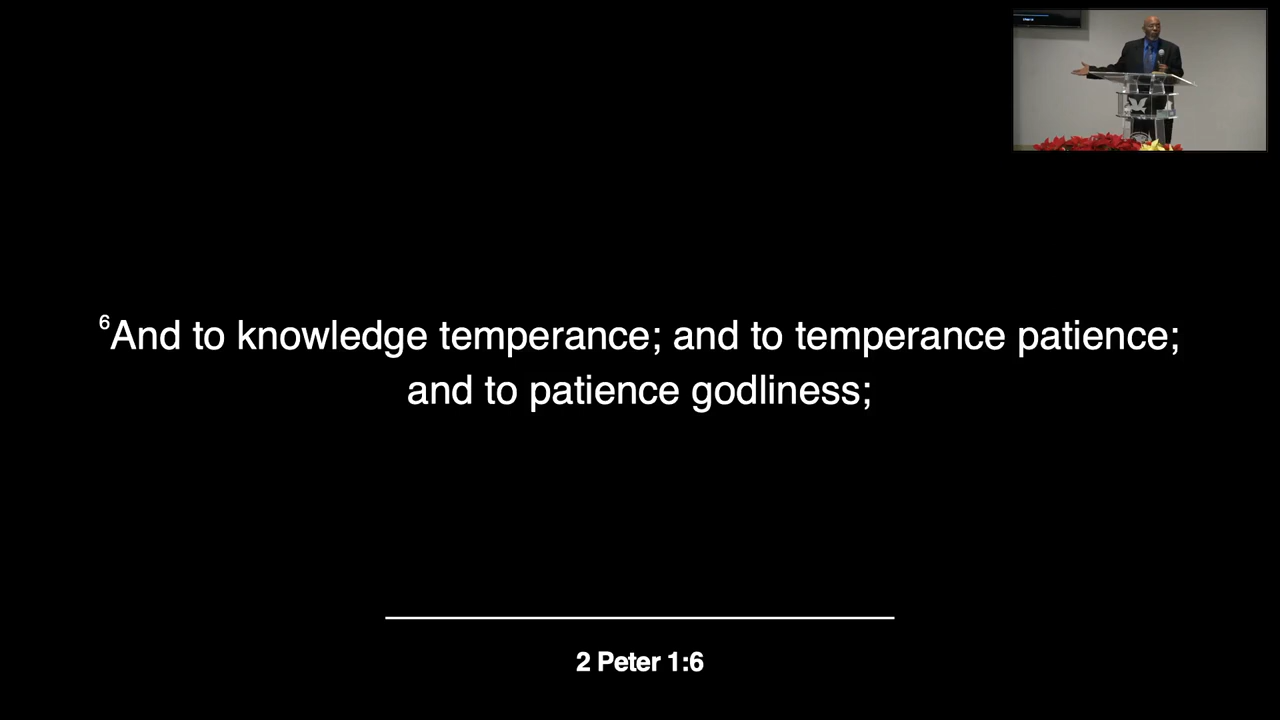 ⁶And to knowledge temperance; and to temperance patience;
and to patience godliness;
2 Peter 1:6